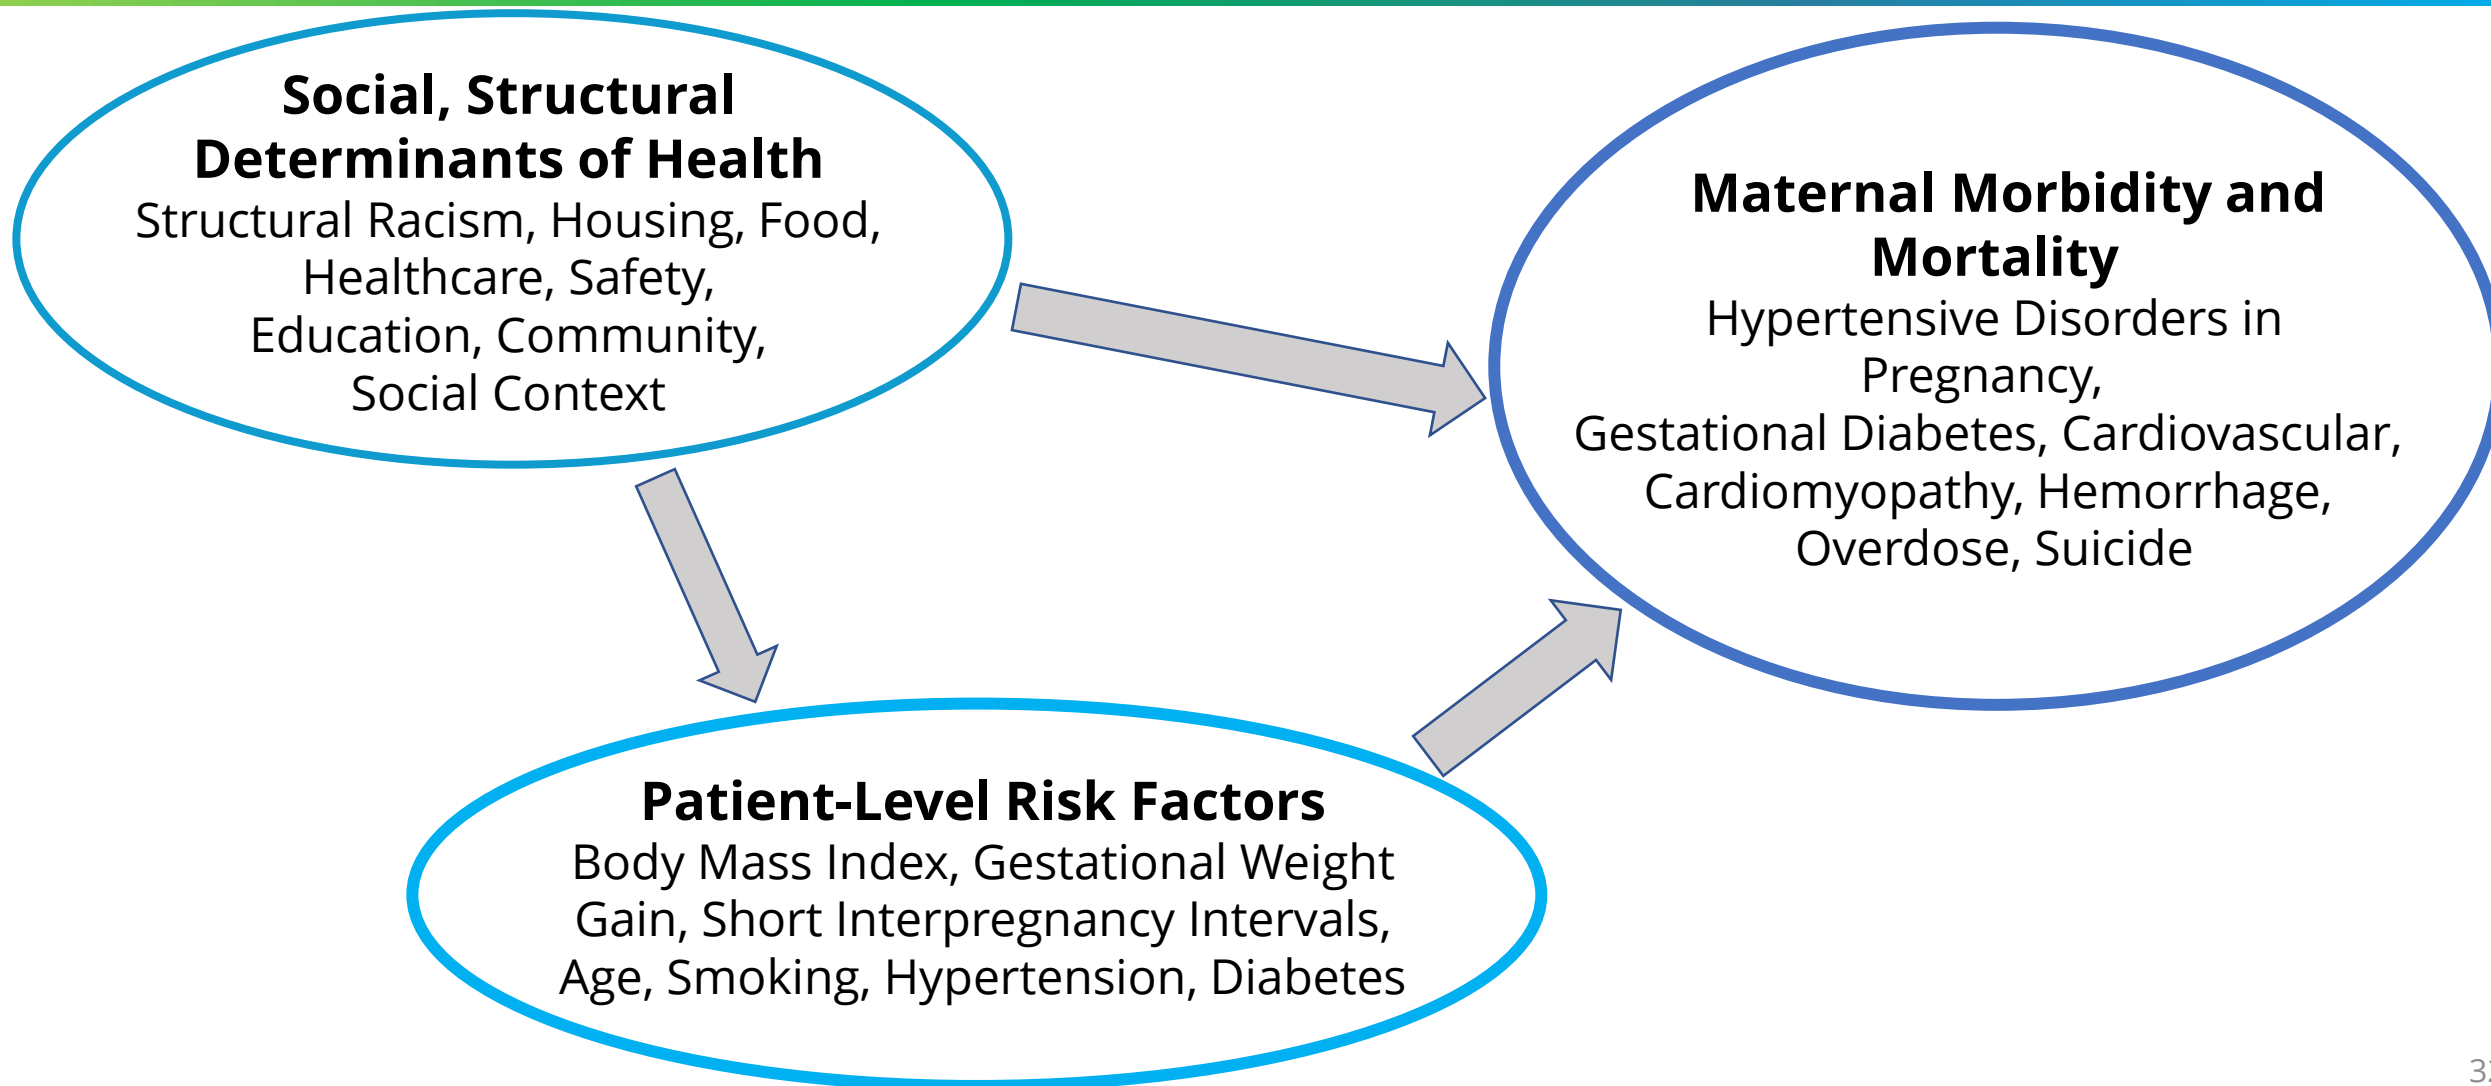 Social, Structural
Determinants of Health
Structural Racism, Housing, Food,
Healthcare, Safety,
Education, Community,
Social Context
Maternal Morbidity and
Mortality
Hypertensive Disorders in
Pregnancy,
Gestational Diabetes, Cardiovascular,
Cardiomyopathy, Hemorrhage,
Overdose, Suicide
Patient-Level Risk Factors
Body Mass Index, Gestational Weight
Gain, Short Interpregnancy Intervals,
Age, Smoking, Hypertension, Diabetes